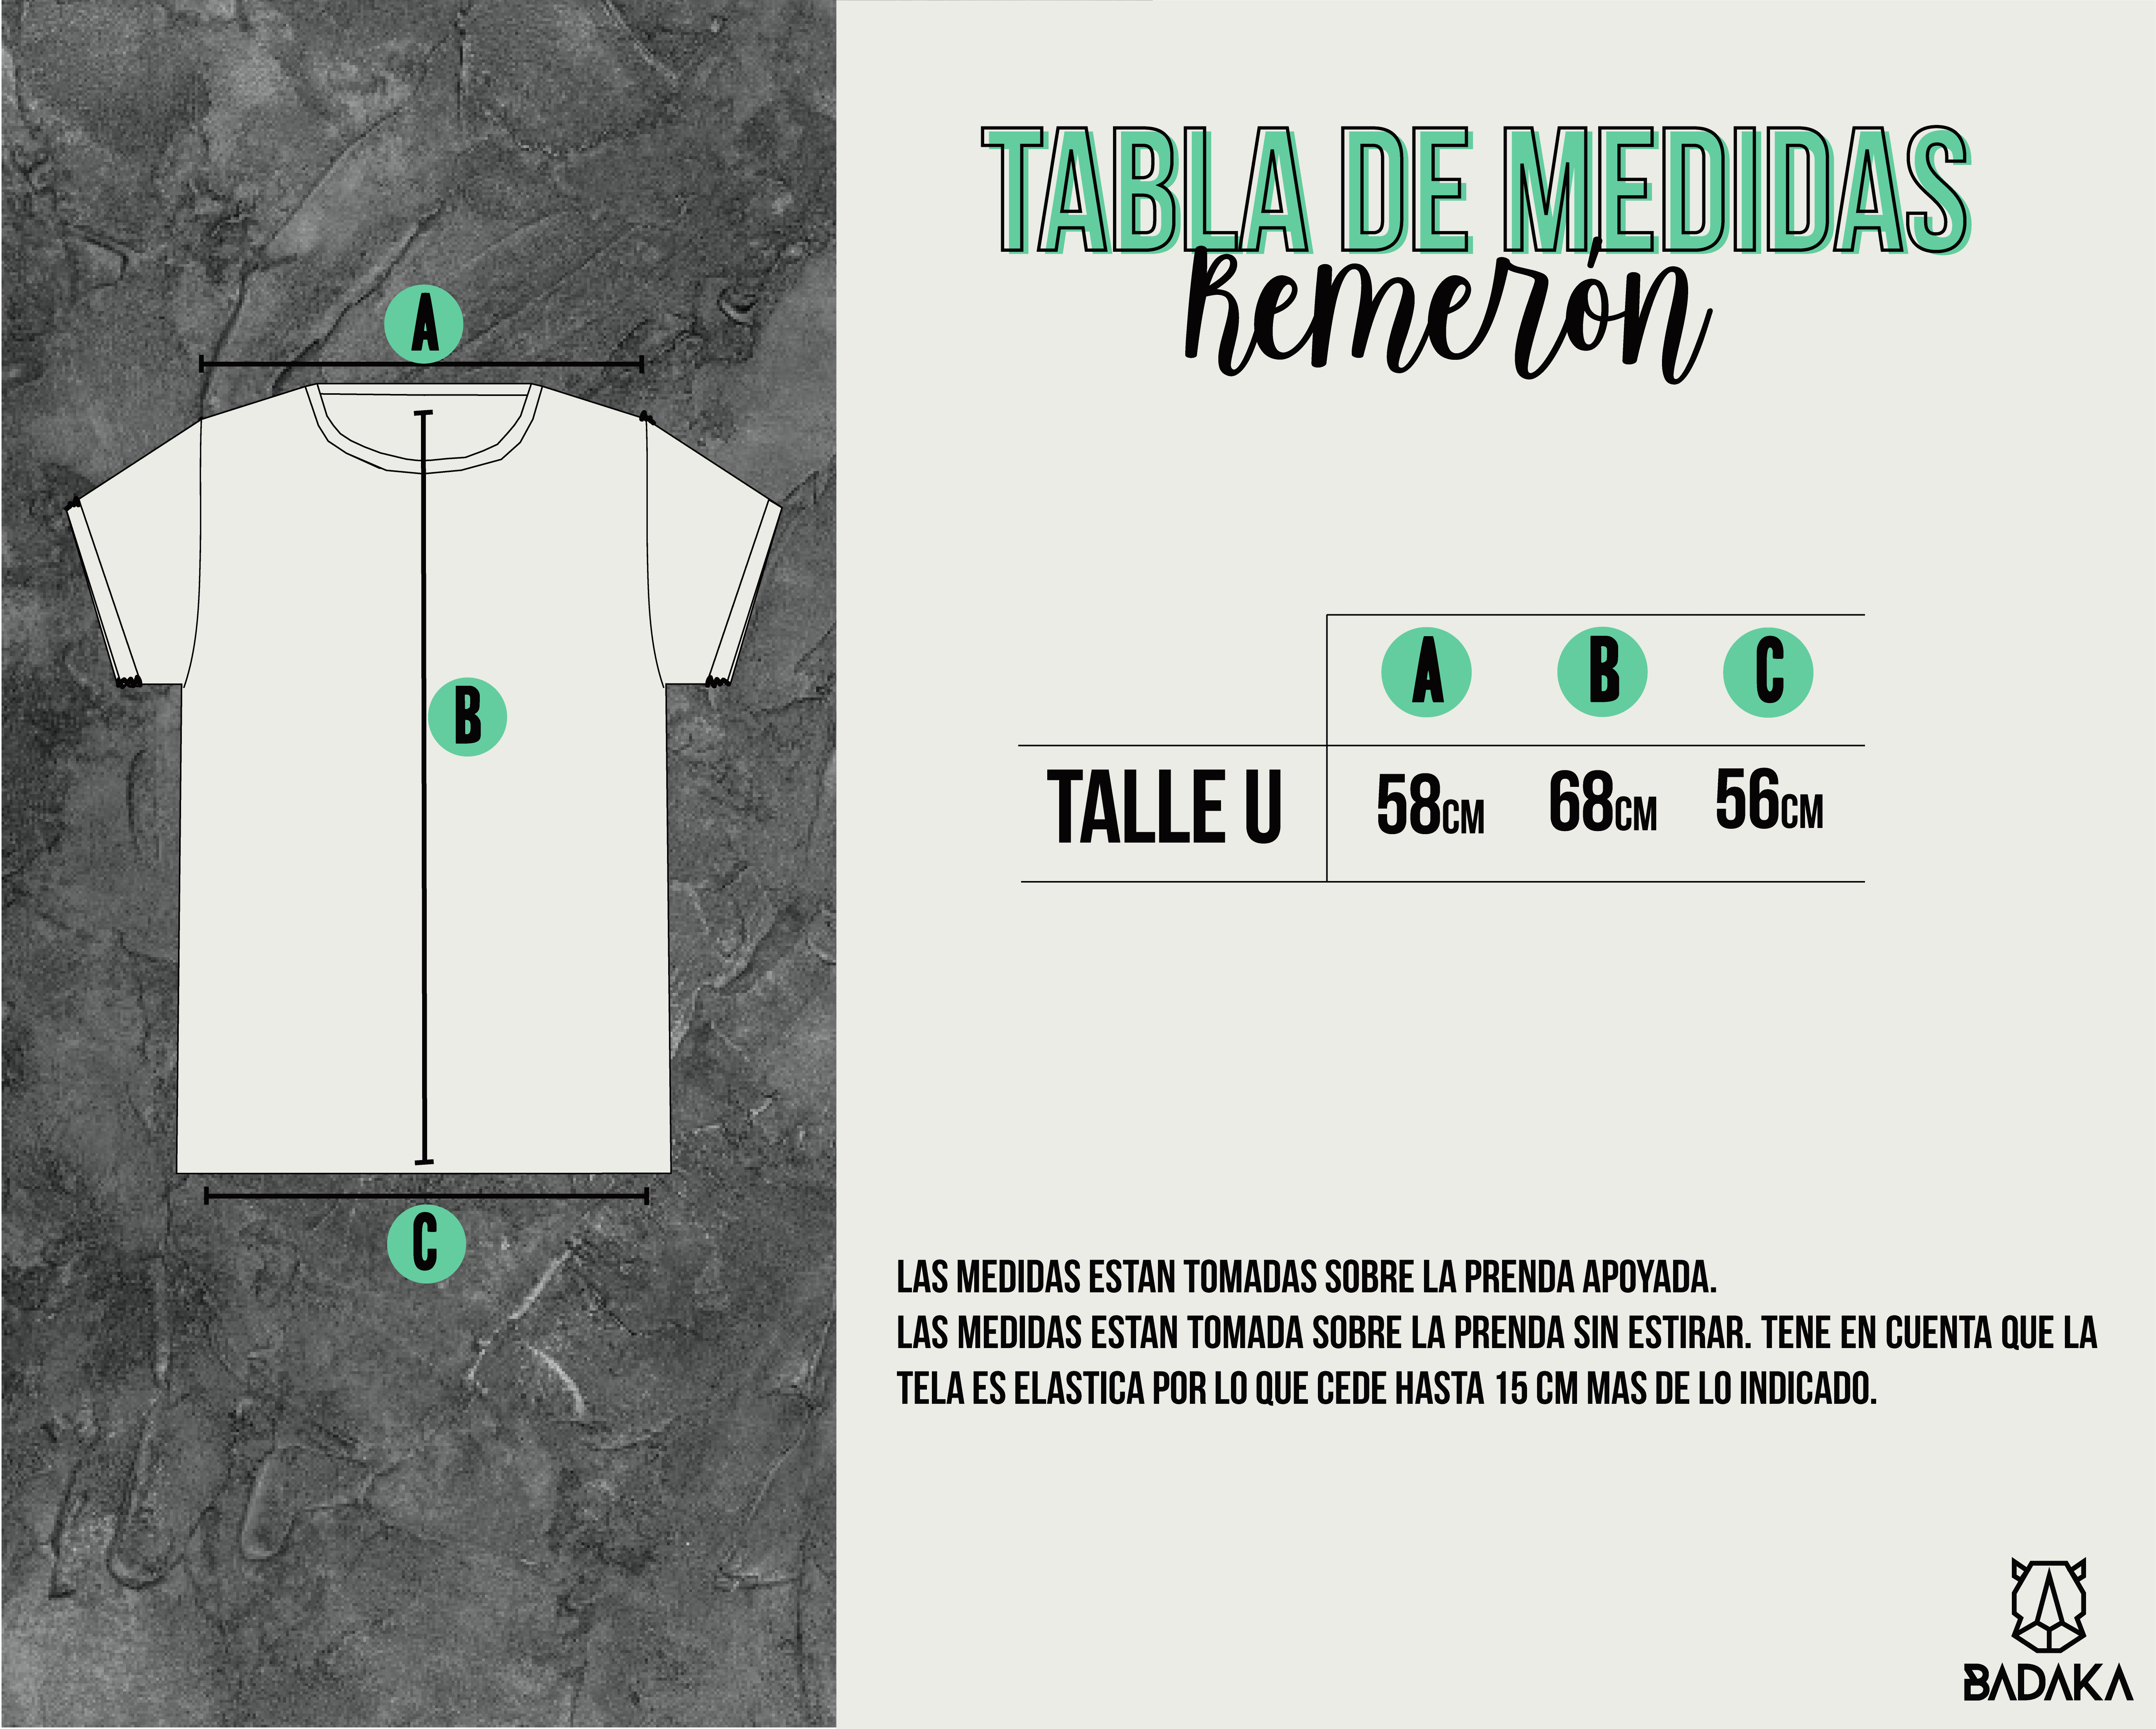 TABLA DE MEDIDAS
Remerón
A
B
C
A B C
TALLE U 58CM 68CM 56CM
LAS MEDIDAS ESTAN TOMADAS SOBRE LA PRENDA APOYADA.
LAS MEDIDAS ESTAN TOMADA SOBRE LA PRENDA SIN ESTIRAR. TENE EN CUENTA QUE LA
TELA ES ELASTICA POR LO QUE CEDE HASTA 15 CM MAS DE LO INDICADO.
BADAKA